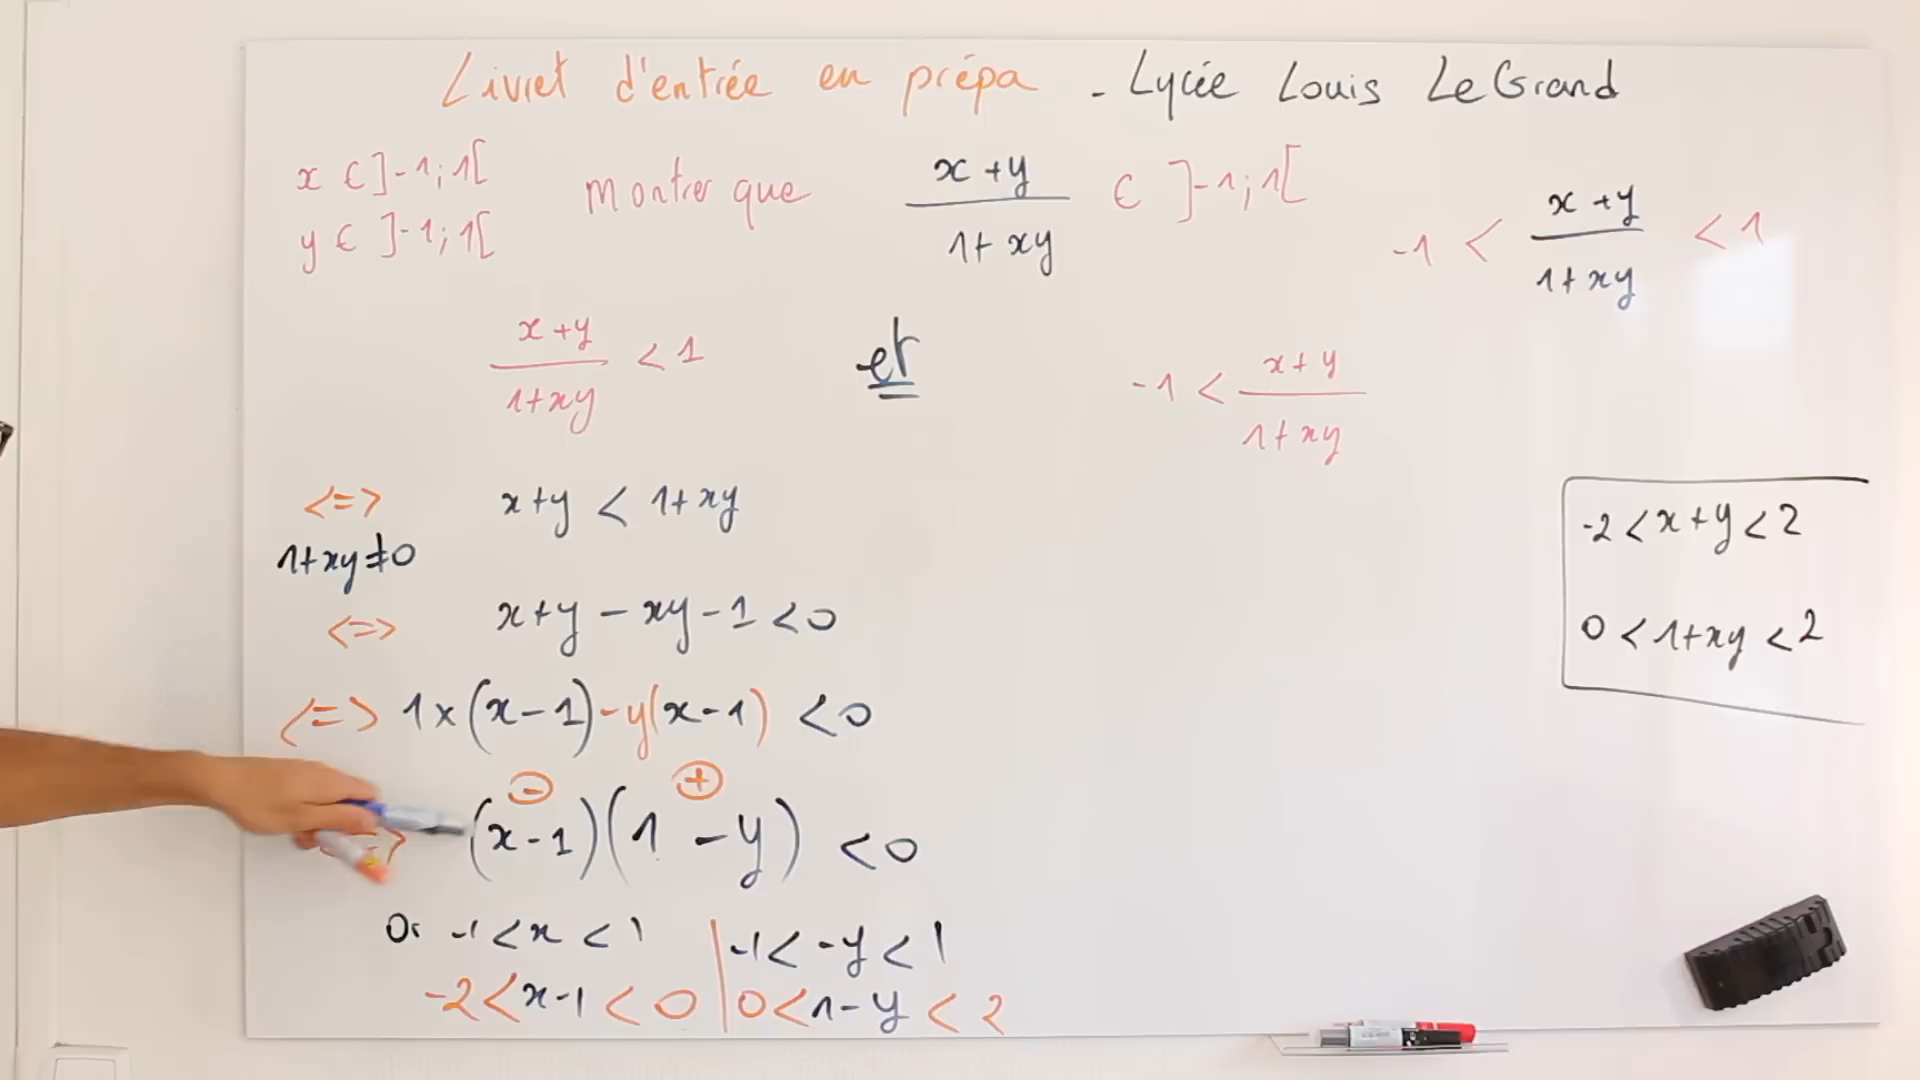 Livret d'entrée en prépa - Lycée Louis Le Grand
x ∈ ]-1;1[
y ∈ ]-1;1[
Montrer que
x+y
1+xy
∈ ]-1;1[
-1 <
x+y
1+xy
< 1
x+y
1+xy
< 1
et
-1 <
x+y
1+xy
<=> x+y < 1+xy
1+xy≠0
<=> x+y - xy - 1 < 0
<=> 1×(x-1)-y(x-1) < 0
- +
=> (x-1)(1 -y) < 0
Or -1 < x < 1 | -1 < -y < 1
-2 < x-1 < 0 | 0 < 1-y < 2
-2 < x+y < 2
0 < 1+xy < 2